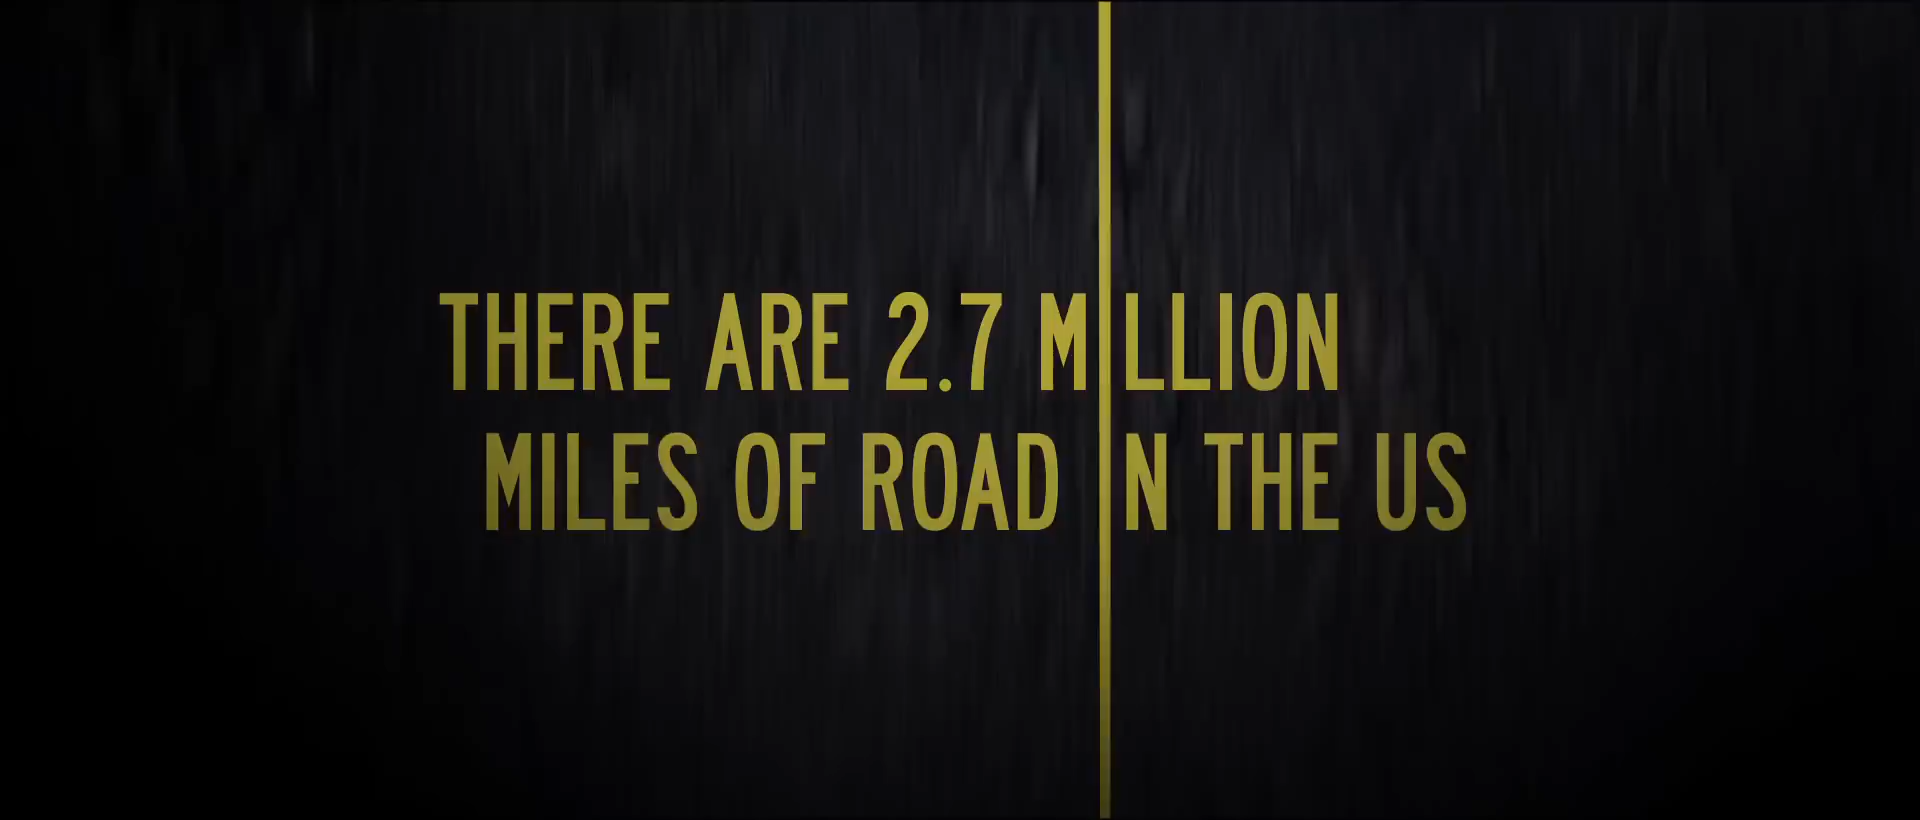 THERE ARE 2.7 MILLION
MILES OF ROAD IN THE US